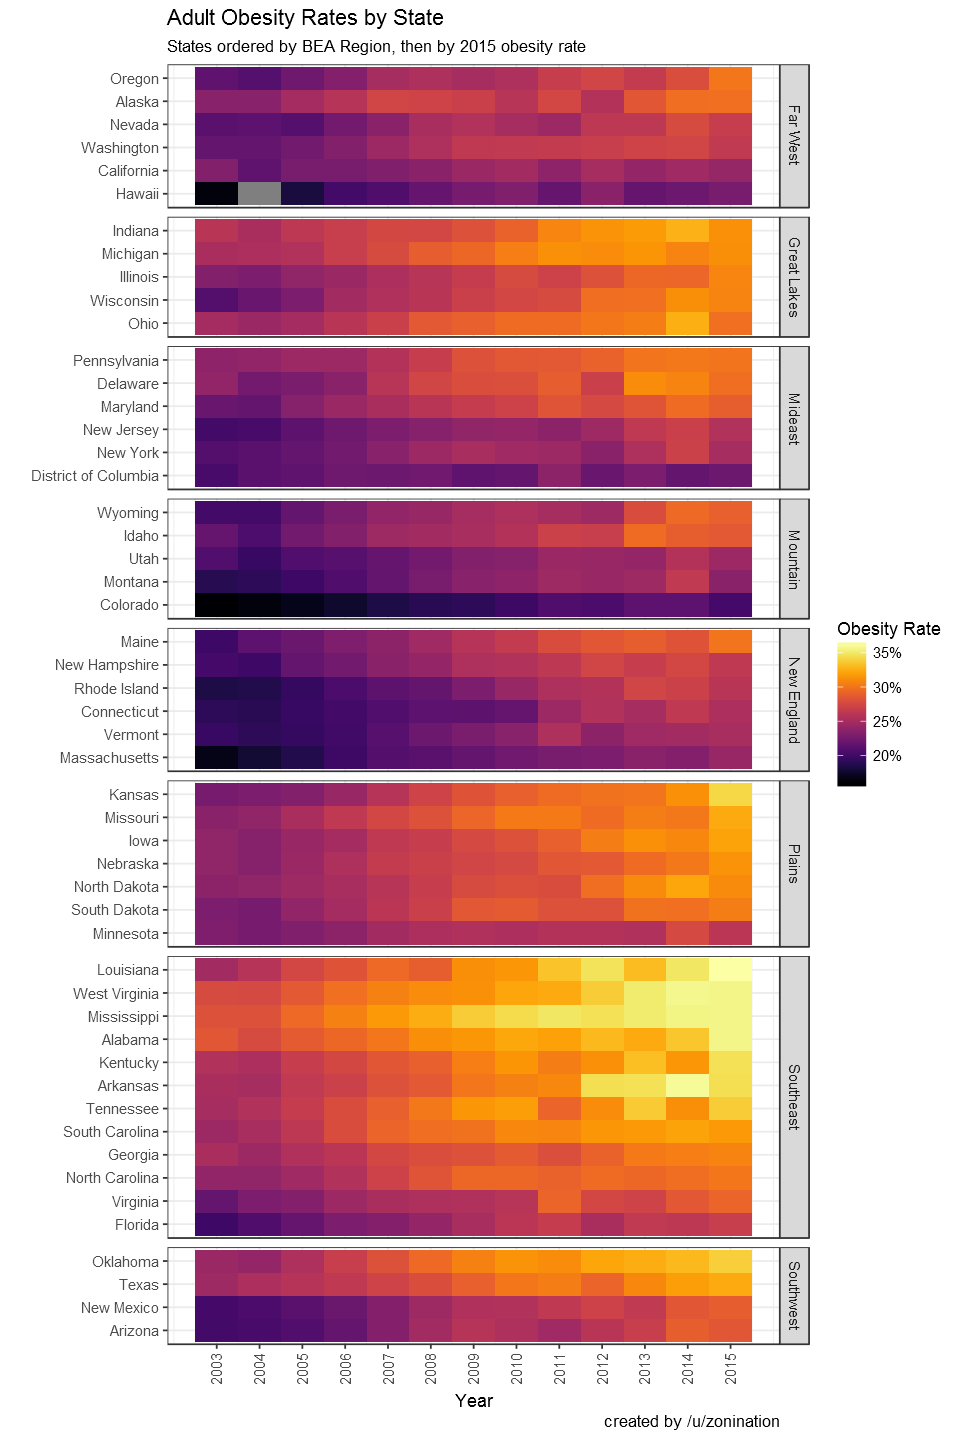 Adult Obesity Rates by State
States ordered by BEA Region, then by 2015 obesity rate
Oregon
Alaska
Nevada
Washington
California
Hawaii
Far West
Indiana
Michigan
Illinois
Wisconsin
Ohio
Great Lakes
Pennsylvania
Delaware
Maryland
New Jersey
New York
District of Columbia
Mideast
Wyoming
Idaho
Utah
Montana
Colorado
Mountain
Maine
New Hampshire
Rhode Island
Connecticut
Vermont
Massachusetts
New England
Kansas
Missouri
Iowa
Nebraska
North Dakota
South Dakota
Minnesota
Plains
Louisiana
West Virginia
Mississippi
Alabama
Kentucky
Arkansas
Tennessee
South Carolina
Georgia
North Carolina
Virginia
Florida
Southeast
Oklahoma
Texas
New Mexico
Arizona
Southwest
2003
2004
2005
2006
2007
2008
2009
2010
2011
2012
2013
2014
2015
Year
Obesity Rate
35%
30%
25%
20%
created by /u/zonination